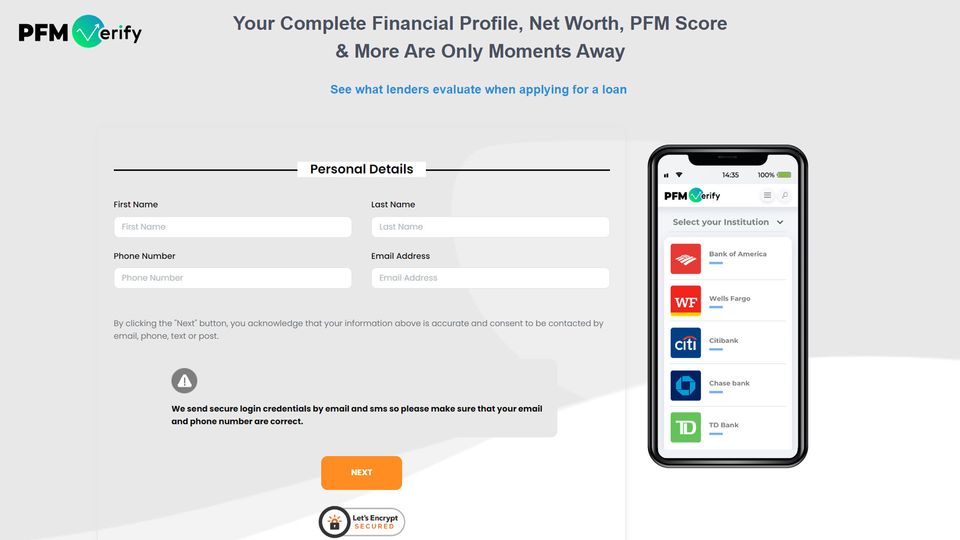 PFM Verify
Your Complete Financial Profile, Net Worth, PFM Score
& More Are Only Moments Away
See what lenders evaluate when applying for a loan
Personal Details
First Name
Last Name
First Name
Last Name
Phone Number
Email Address
Phone Number
Email Address
By clicking the "Next" button, you acknowledge that your information above is accurate and consent to be contacted by
email, phone, text or post.
We send secure login credentials by email and sms so please make sure that your email
and phone number are correct.
NEXT
Let's Encrypt
SECURED
14:35
100%
PFM Verify
Select your Institution
Bank of America
WF
Wells Fargo
citi
Citibank
Chase bank
TD
TD Bank